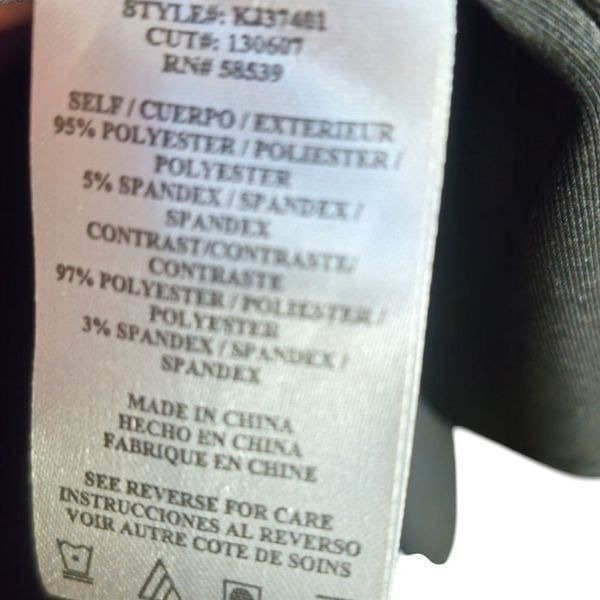 STYLE#: KJ37481
CUT#: 130607
RN# 58539
SELF / CUERPO / EXTERIEUR
95% POLYESTER / POLIESTER /
POLYESTER
5% SPANDEX / SPANDEX /
SPANDEX
CONTRAST/CONTRASTE/
CONTRASTE
97% POLYESTER / POLIESTER /
POLYESTER
3% SPANDEX / SPANDEX /
SPANDEX
MADE IN CHINA
HECHO EN CHINA
FABRIQUE EN CHINE
SEE REVERSE FOR CARE
INSTRUCCIONES AL REVERSO
VOIR AUTRE COTE DE SOINS